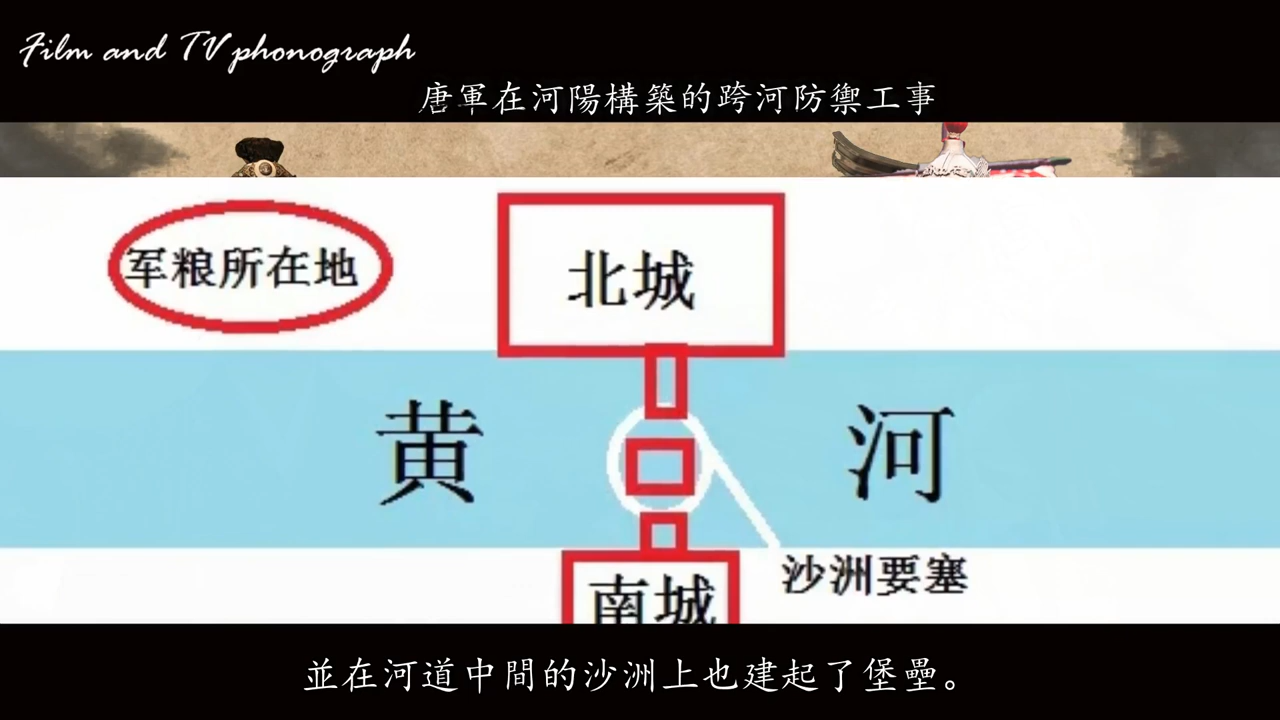 Film and TV phonograph
唐軍在河陽構築的跨河防禦工事
军粮所在地
北城
黄河
沙洲要塞
南城
並在河道中間的沙洲上也建起了堡壘。